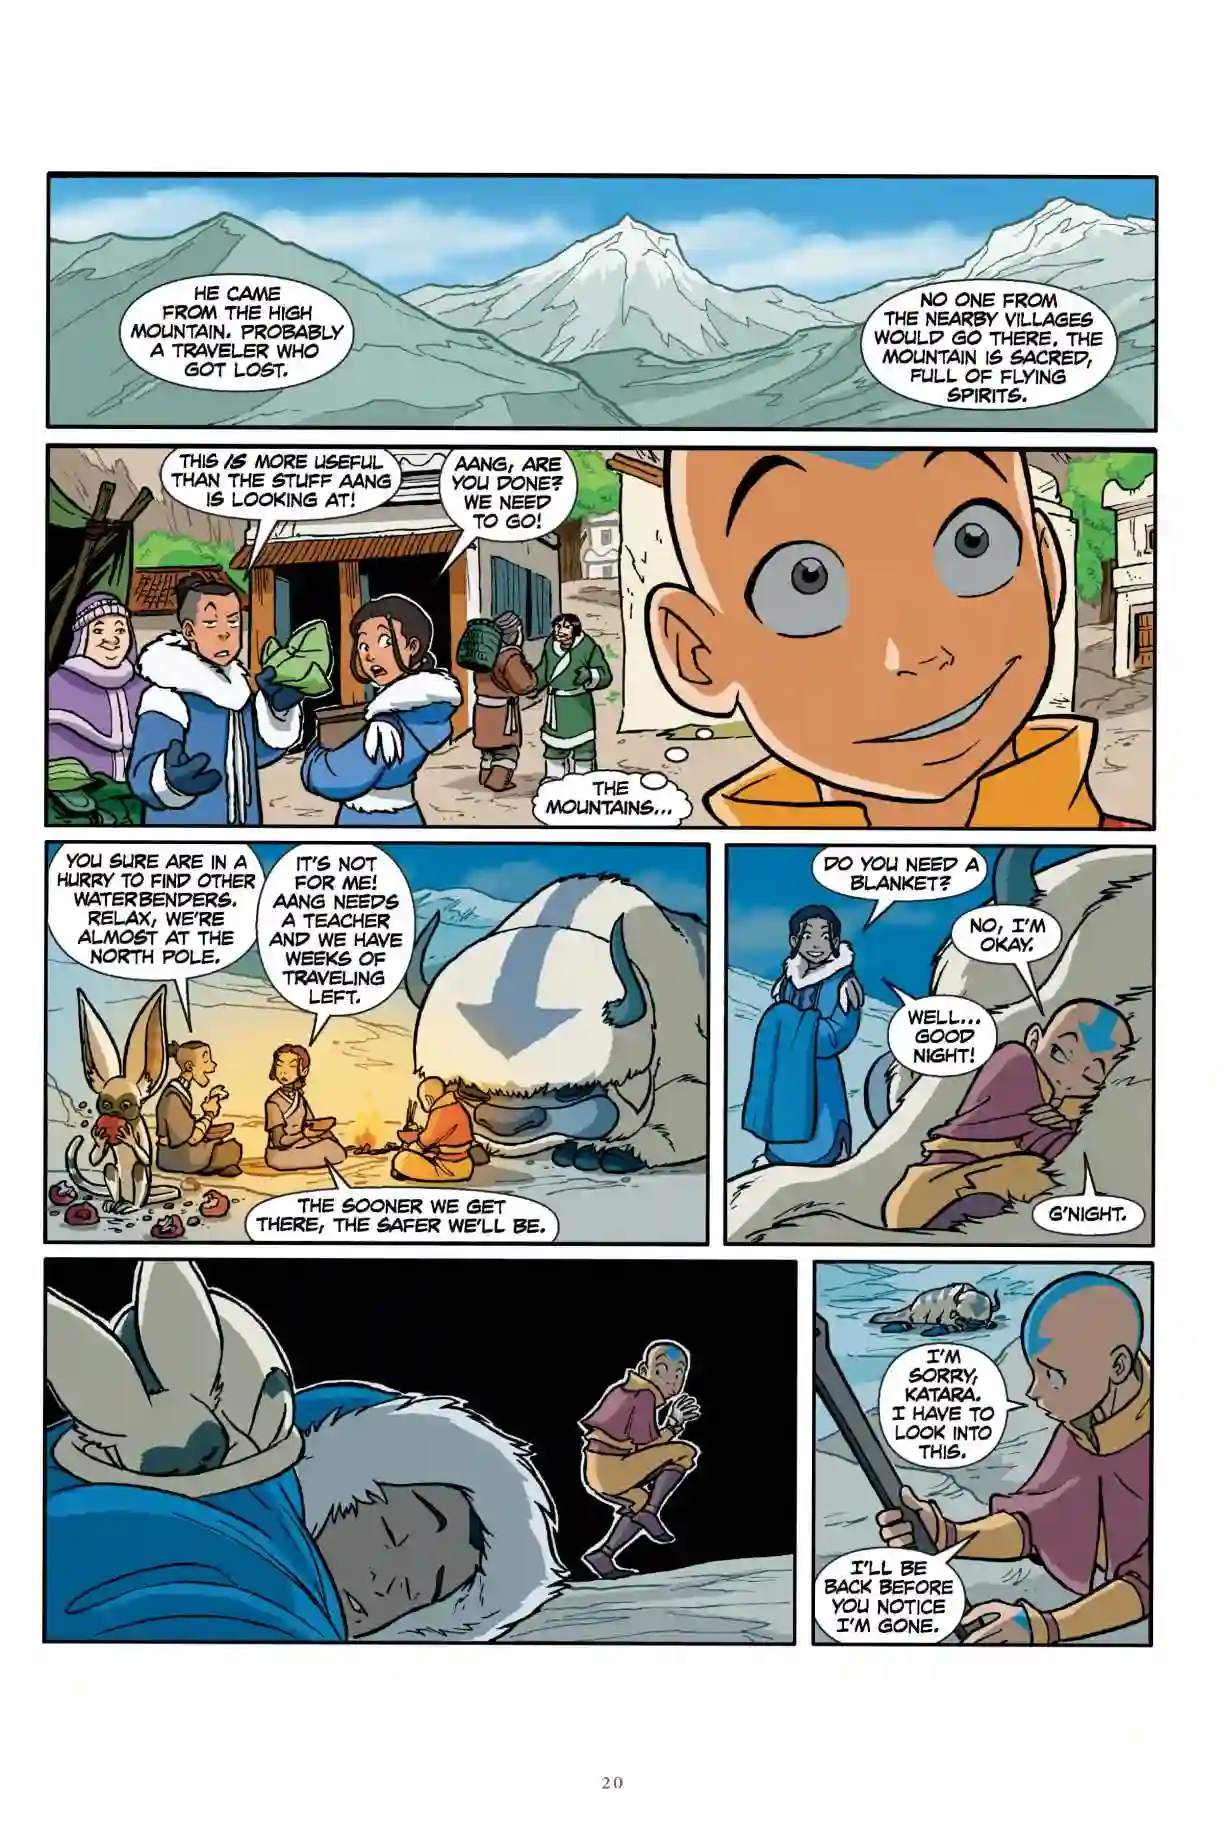 HE CAME
FROM THE HIGH
MOUNTAIN. PROBABLY
A TRAVELER WHO
GOT LOST.
NO ONE FROM
THE NEARBY VILLAGES
WOULD GO THERE. THE
MOUNTAIN IS SACRED,
FULL OF FLYING
SPIRITS.
THIS IS MORE USEFUL
THAN THE STUFF AANG
IS LOOKING AT!
AANG, ARE
YOU DONE?
WE NEED
TO GO!
THE
MOUNTAINS...
YOU SURE ARE IN A
HURRY TO FIND OTHER
WATERBENDERS.
RELAX, WE'RE
ALMOST AT THE
NORTH POLE.
IT'S NOT
FOR ME!
AANG NEEDS
A TEACHER
AND WE HAVE
WEEKS OF
TRAVELING
LEFT.
THE SOONER WE GET
THERE, THE SAFER WE'LL BE.
DO YOU NEED A
BLANKET?
NO, I'M
OKAY.
WELL...
GOOD
NIGHT!
G'NIGHT.
I'M
SORRY,
KATARA.
I HAVE TO
LOOK INTO
THIS.
I'LL BE
BACK BEFORE
YOU NOTICE
I'M GONE.
20